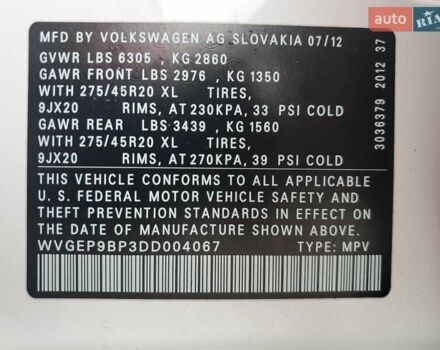 auto RIA
MFD BY VOLKSWAGEN AG SLOVAKIA 07/12
GVWR LBS 6305 , KG 2860
GAWR FRONT LBS 2976 , KG 1350
WITH 275/45R20 XL TIRES,
9JX20 RIMS, AT 230KPA, 33 PSI COLD
GAWR REAR LBS 3439 , KG 1560
WITH 275/45R20 XL TIRES,
9JX20 RIMS, AT 270KPA, 39 PSI COLD
THIS VEHICLE CONFORMS TO ALL APPLICABLE
U. S. FEDERAL MOTOR VEHICLE SAFETY AND
THEFT PREVENTION STANDARDS IN EFFECT ON
THE DATE OF MANUFACTURE SHOWN ABOVE.
WVGEP9BP3DD004067 TYPE: MPV
3036379 2012 37